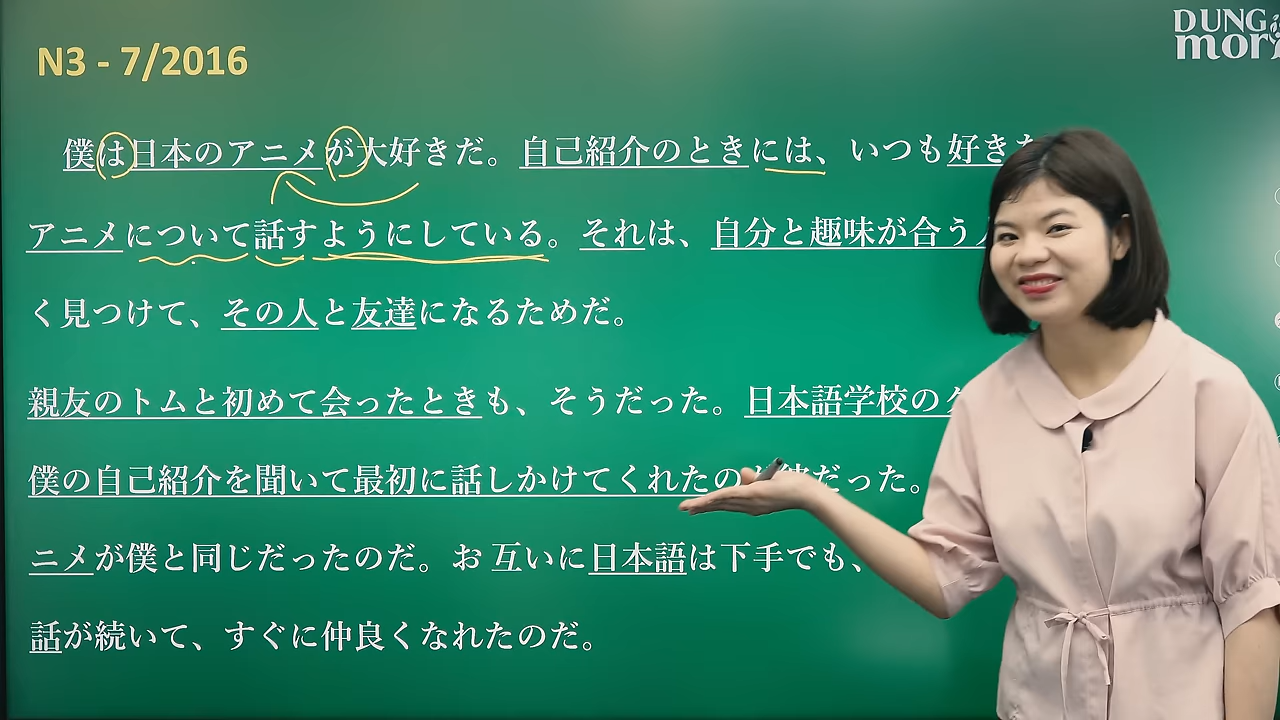 DUNG
mori
N3 - 7/2016
僕は日本のアニメが大好きだ。自己紹介のときには、いつも好きな
アニメについて話すようにしている。それは、自分と趣味が合う人
く見つけて、その人と友達になるためだ。
親友のトムと初めて会ったときも、そうだった。日本語学校のク
僕の自己紹介を聞いて最初に話しかけてくれたの だった。
ニメが僕と同じだったのだ。お互いに日本語は下手でも、
話が続いて、すぐに仲良くなれたのだ。